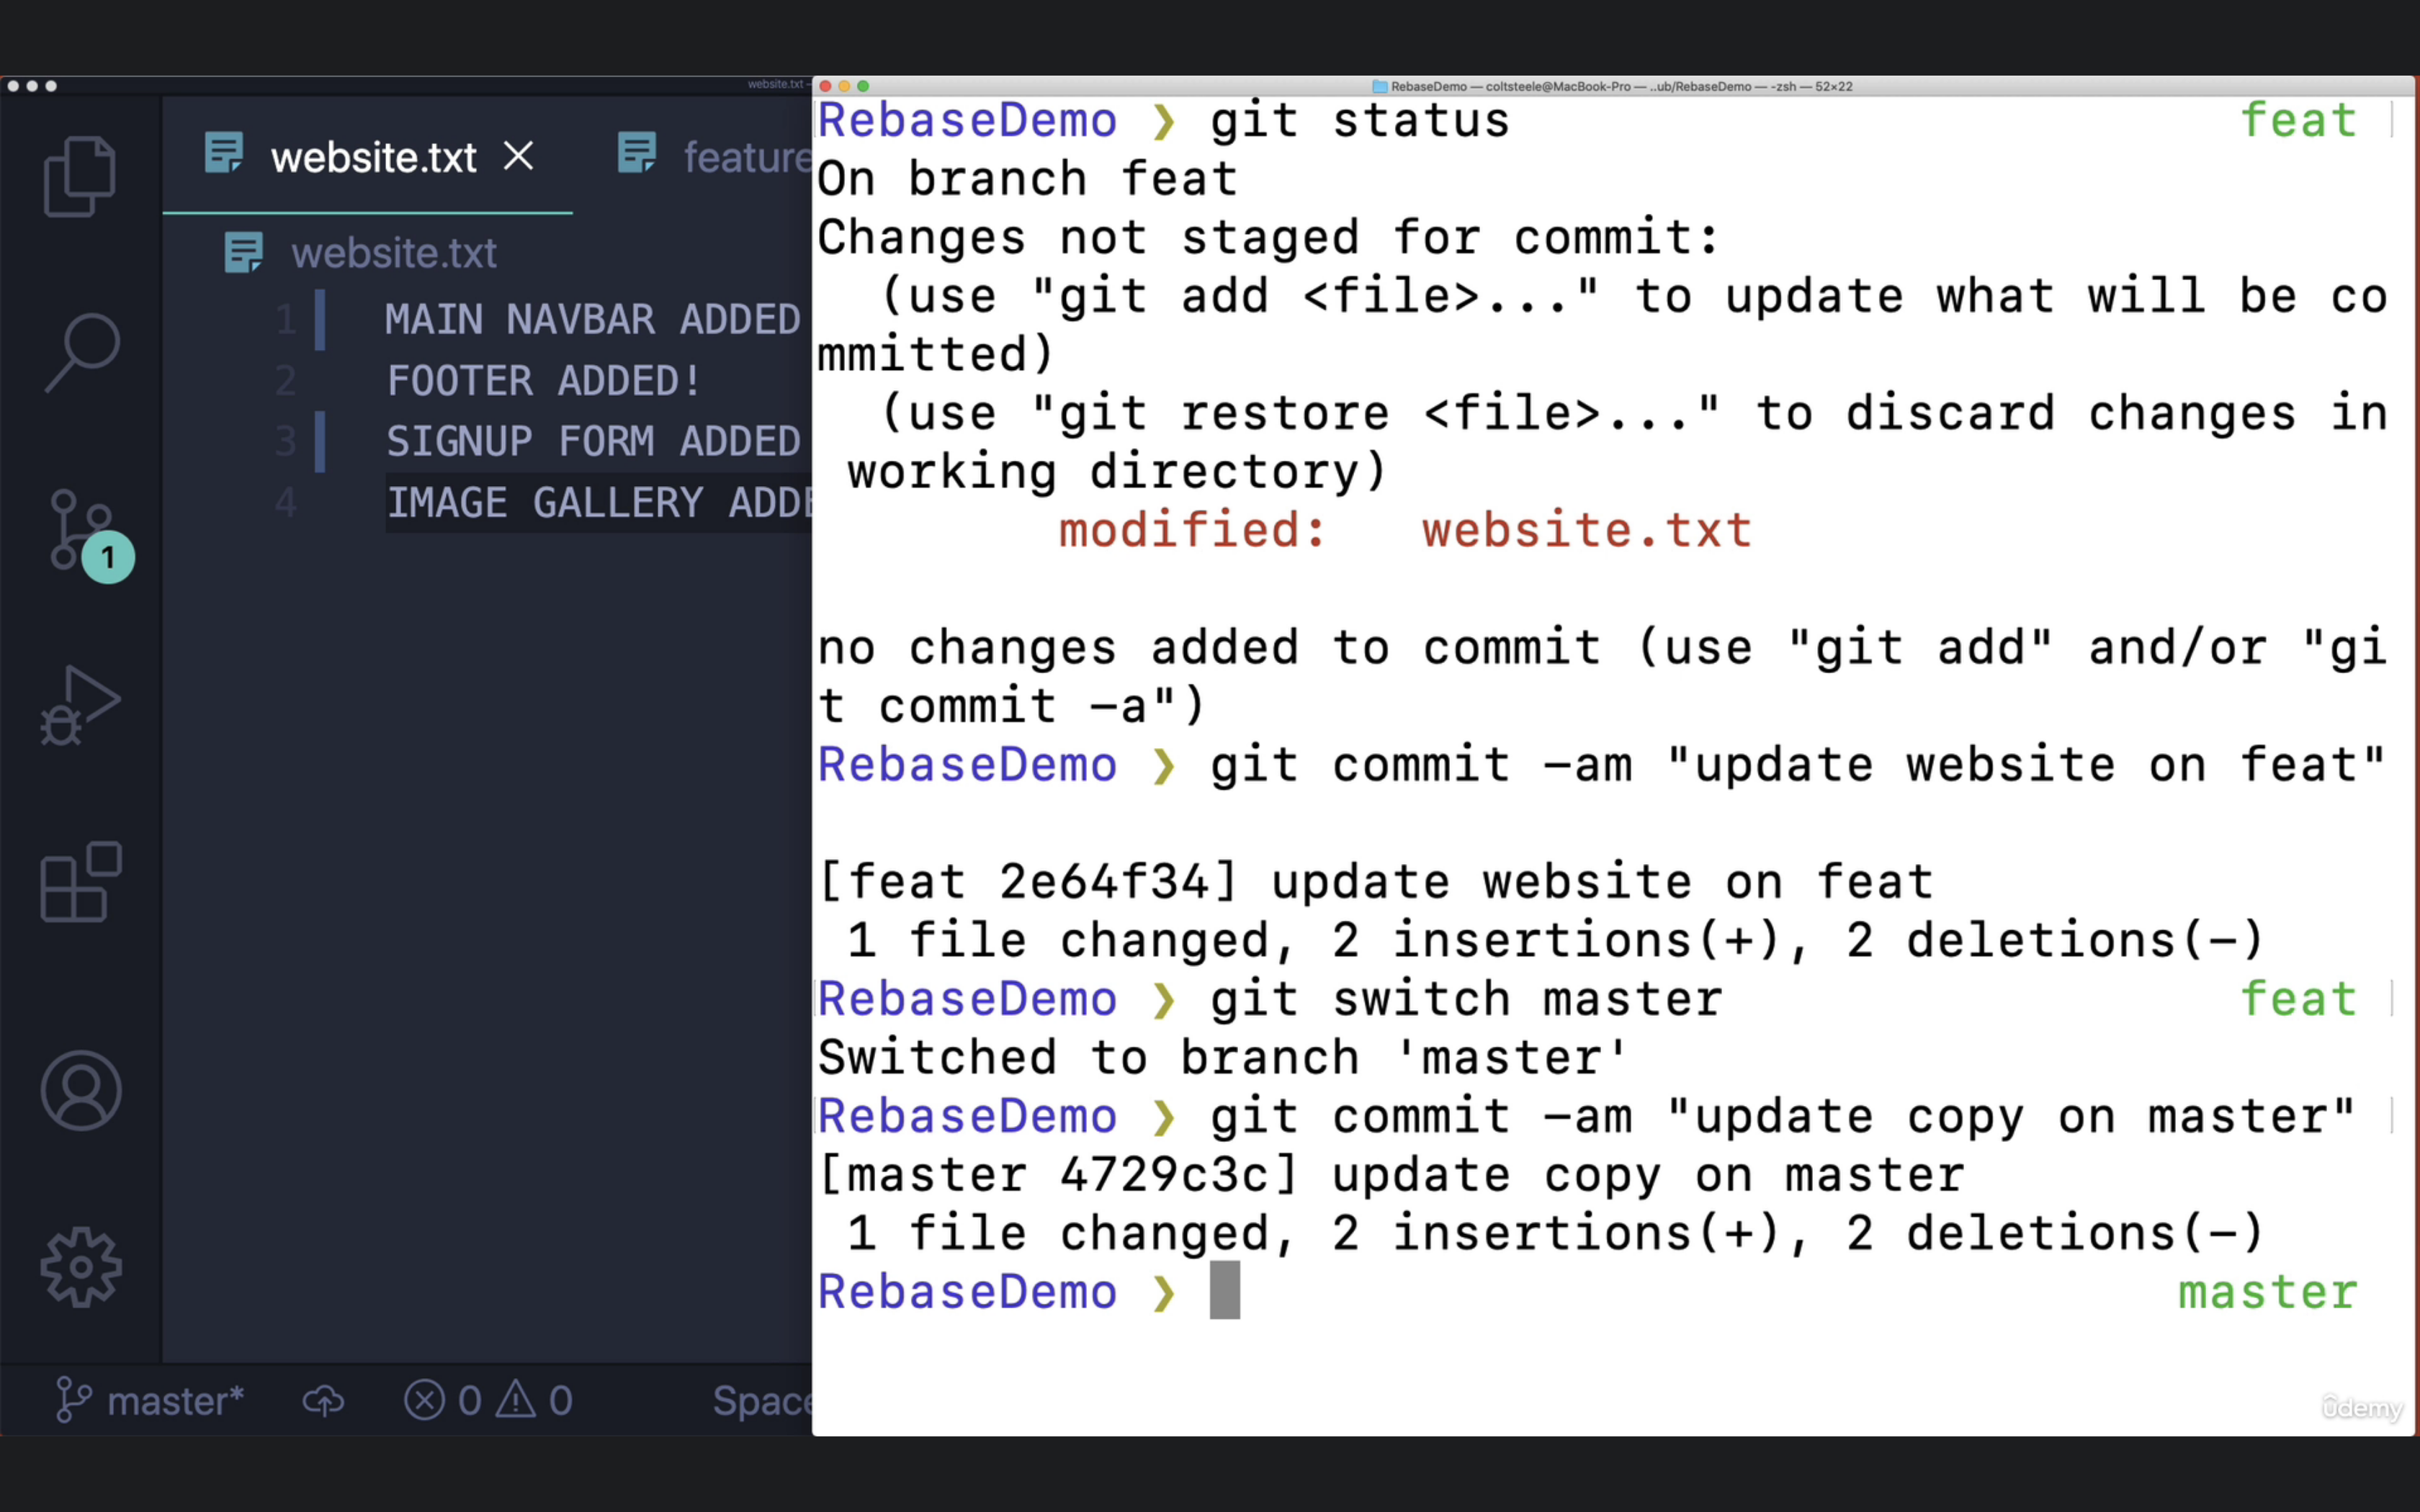 website.txt —
website.txt
feature
website.txt
1 MAIN NAVBAR ADDED
2 FOOTER ADDED!
3 SIGNUP FORM ADDED
4 IMAGE GALLERY ADDE
1
master*
0
0
Space
RebaseDemo — coltsteele@MacBook-Pro — ..ub/RebaseDemo — -zsh — 52×22
RebaseDemo ❯ git status feat
On branch feat
Changes not staged for commit:
(use "git add <file>..." to update what will be co
mmitted)
(use "git restore <file>..." to discard changes in
working directory)
modified: website.txt
no changes added to commit (use "git add" and/or "gi
t commit -a")
RebaseDemo ❯ git commit -am "update website on feat"
[feat 2e64f34] update website on feat
1 file changed, 2 insertions(+), 2 deletions(-)
RebaseDemo ❯ git switch master feat
Switched to branch 'master'
RebaseDemo ❯ git commit -am "update copy on master"
[master 4729c3c] update copy on master
1 file changed, 2 insertions(+), 2 deletions(-)
RebaseDemo ❯ master
ûdemy